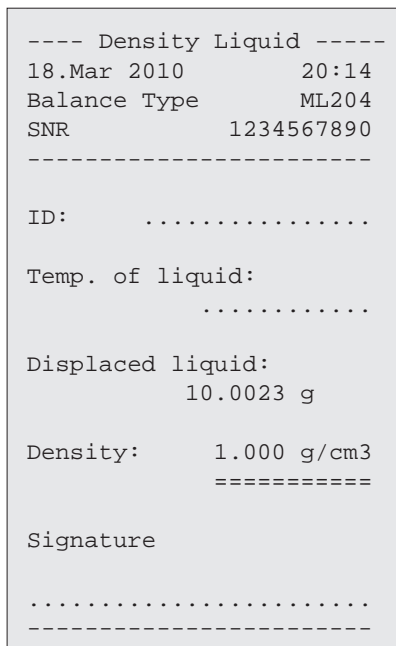 ---- Density Liquid -----
18.Mar 2010        20:14
Balance Type       ML204
SNR           1234567890
------------------------
ID:     ................
Temp. of liquid:
............
Displaced liquid:
10.0023 g
Density:     1.000 g/cm3
===========
Signature
........................
------------------------